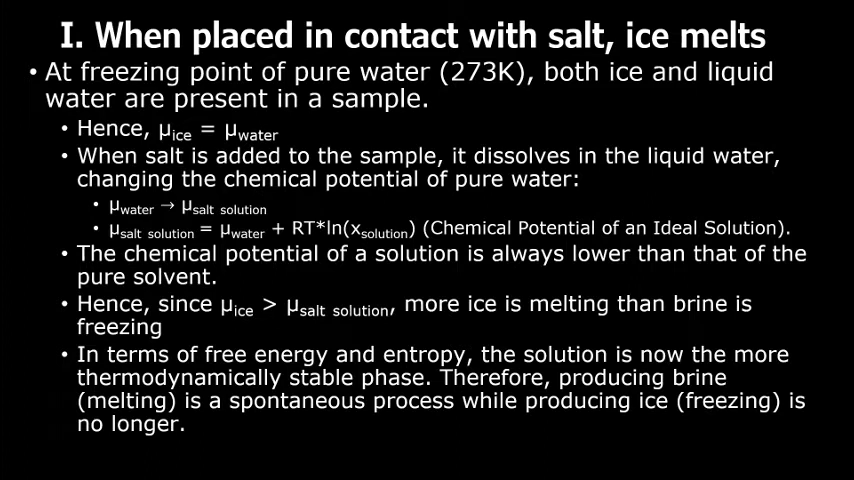 I. When placed in contact with salt, ice melts
• At freezing point of pure water (273K), both ice and liquid
water are present in a sample.
• Hence, μice = μwater
• When salt is added to the sample, it dissolves in the liquid water,
changing the chemical potential of pure water:
• μwater → μsalt solution
• μsalt solution = μwater + RT*ln(xsolution) (Chemical Potential of an Ideal Solution).
• The chemical potential of a solution is always lower than that of the
pure solvent.
• Hence, since μice > μsalt solution, more ice is melting than brine is
freezing
• In terms of free energy and entropy, the solution is now the more
thermodynamically stable phase. Therefore, producing brine
(melting) is a spontaneous process while producing ice (freezing) is
no longer.